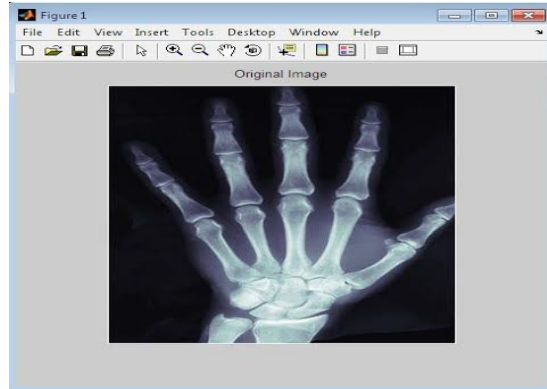 Figure 1
File Edit View Insert Tools Desktop Window Help
Original Image